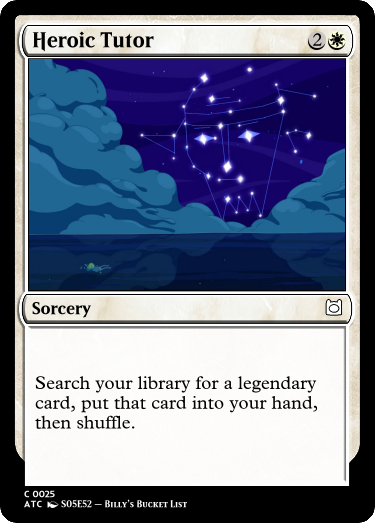 Heroic Tutor 2
Sorcery
Search your library for a legendary
card, put that card into your hand,
then shuffle.
C 0025
ATC S05E52 — Billy's Bucket List